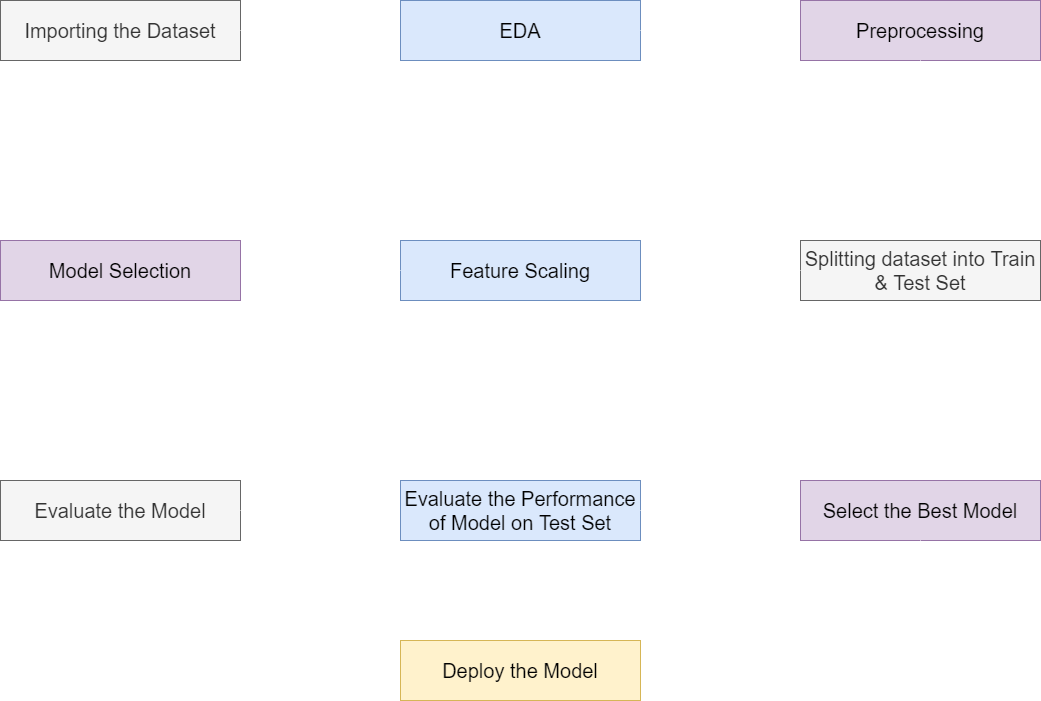 Importing the Dataset
EDA
Preprocessing
Model Selection
Feature Scaling
Splitting dataset into Train
& Test Set
Evaluate the Model
Evaluate the Performance
of Model on Test Set
Select the Best Model
Deploy the Model